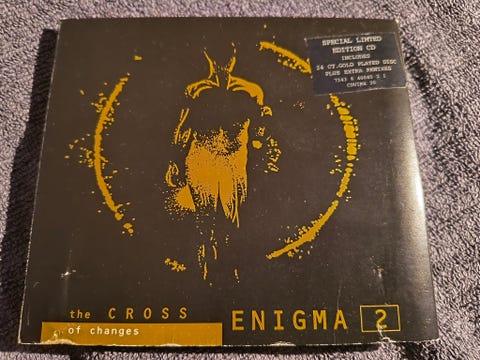 SPECIAL LIMITED
EDITION CD
INCLUDES
24 CT.GOLD PLATED DISC
PLUS EXTRA REMIXES
the CROSS
of changes
ENIGMA 2